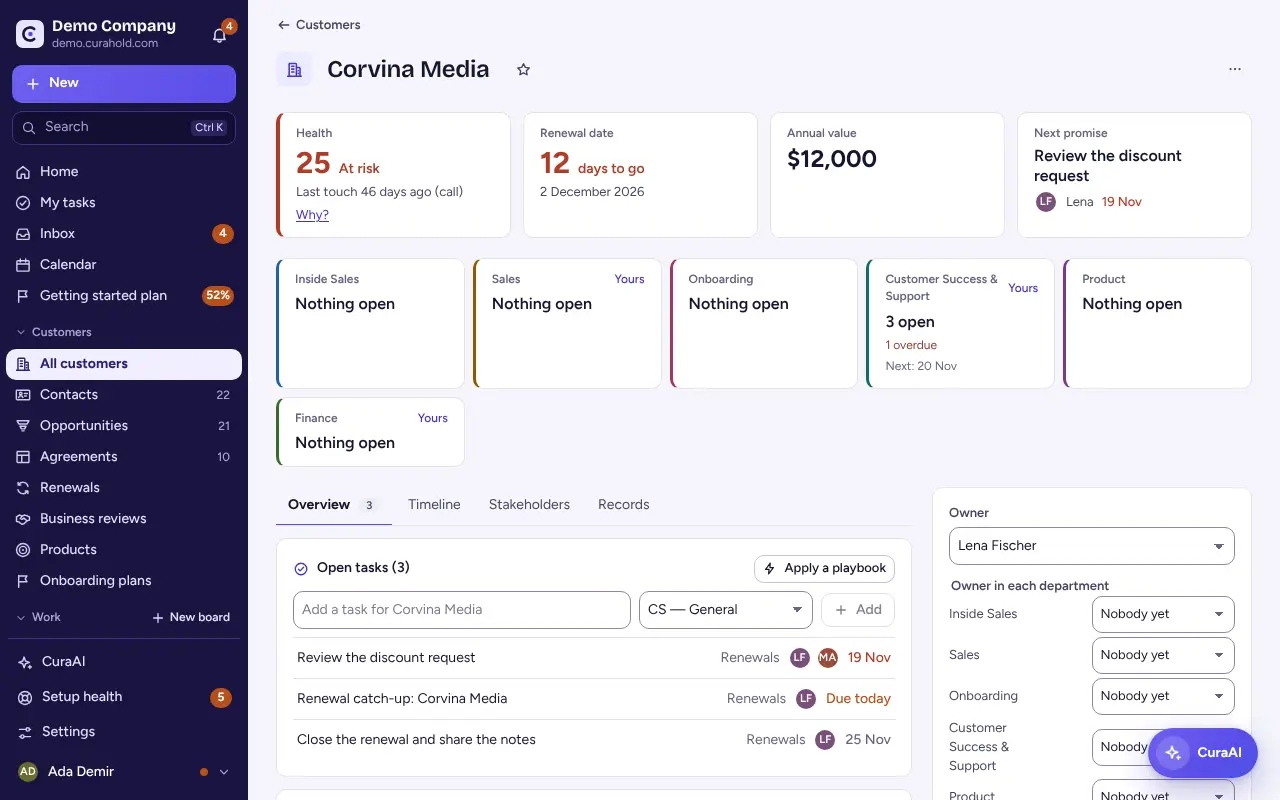 Demo Company
demo.curahold.com
4
New
Search
Ctrl K
Home
My tasks
Inbox
4
Calendar
Getting started plan
52%
Customers
All customers
Contacts
22
Opportunities
21
Agreements
10
Renewals
Business reviews
Products
Onboarding plans
Work
New board
CuraAI
Setup health
5
Settings
AD
Ada Demir
Customers
Corvina Media
Health
25 At risk
Last touch 46 days ago (call)
Why?
Renewal date
12 days to go
2 December 2026
Annual value
$12,000
Next promise
Review the discount
request
LF Lena 19 Nov
Inside Sales
Nothing open
Sales
Yours
Nothing open
Onboarding
Nothing open
Customer Success &
Support
Yours
3 open
1 overdue
Next: 20 Nov
Product
Nothing open
Finance
Yours
Nothing open
Overview 3
Timeline
Stakeholders
Records
Open tasks (3)
Apply a playbook
Add a task for Corvina Media
CS — General
Add
Review the discount request
Renewals LF MA 19 Nov
Renewal catch-up: Corvina Media
Renewals LF Due today
Close the renewal and share the notes
Renewals LF 25 Nov
Owner
Lena Fischer
Owner in each department
Inside Sales
Nobody yet
Sales
Nobody yet
Onboarding
Nobody yet
Customer
Success &
Support
Nobody
CuraAI
Product
Nobody yet